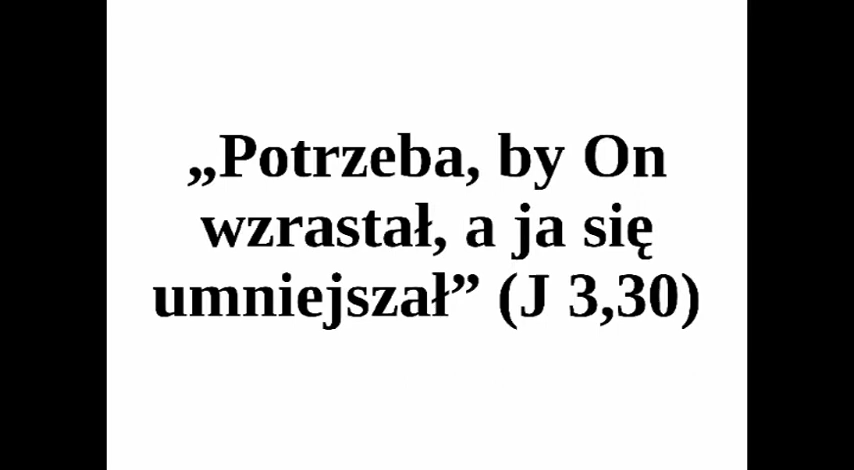 „Potrzeba, by On
wzrastał, a ja się
umniejszał” (J 3,30)